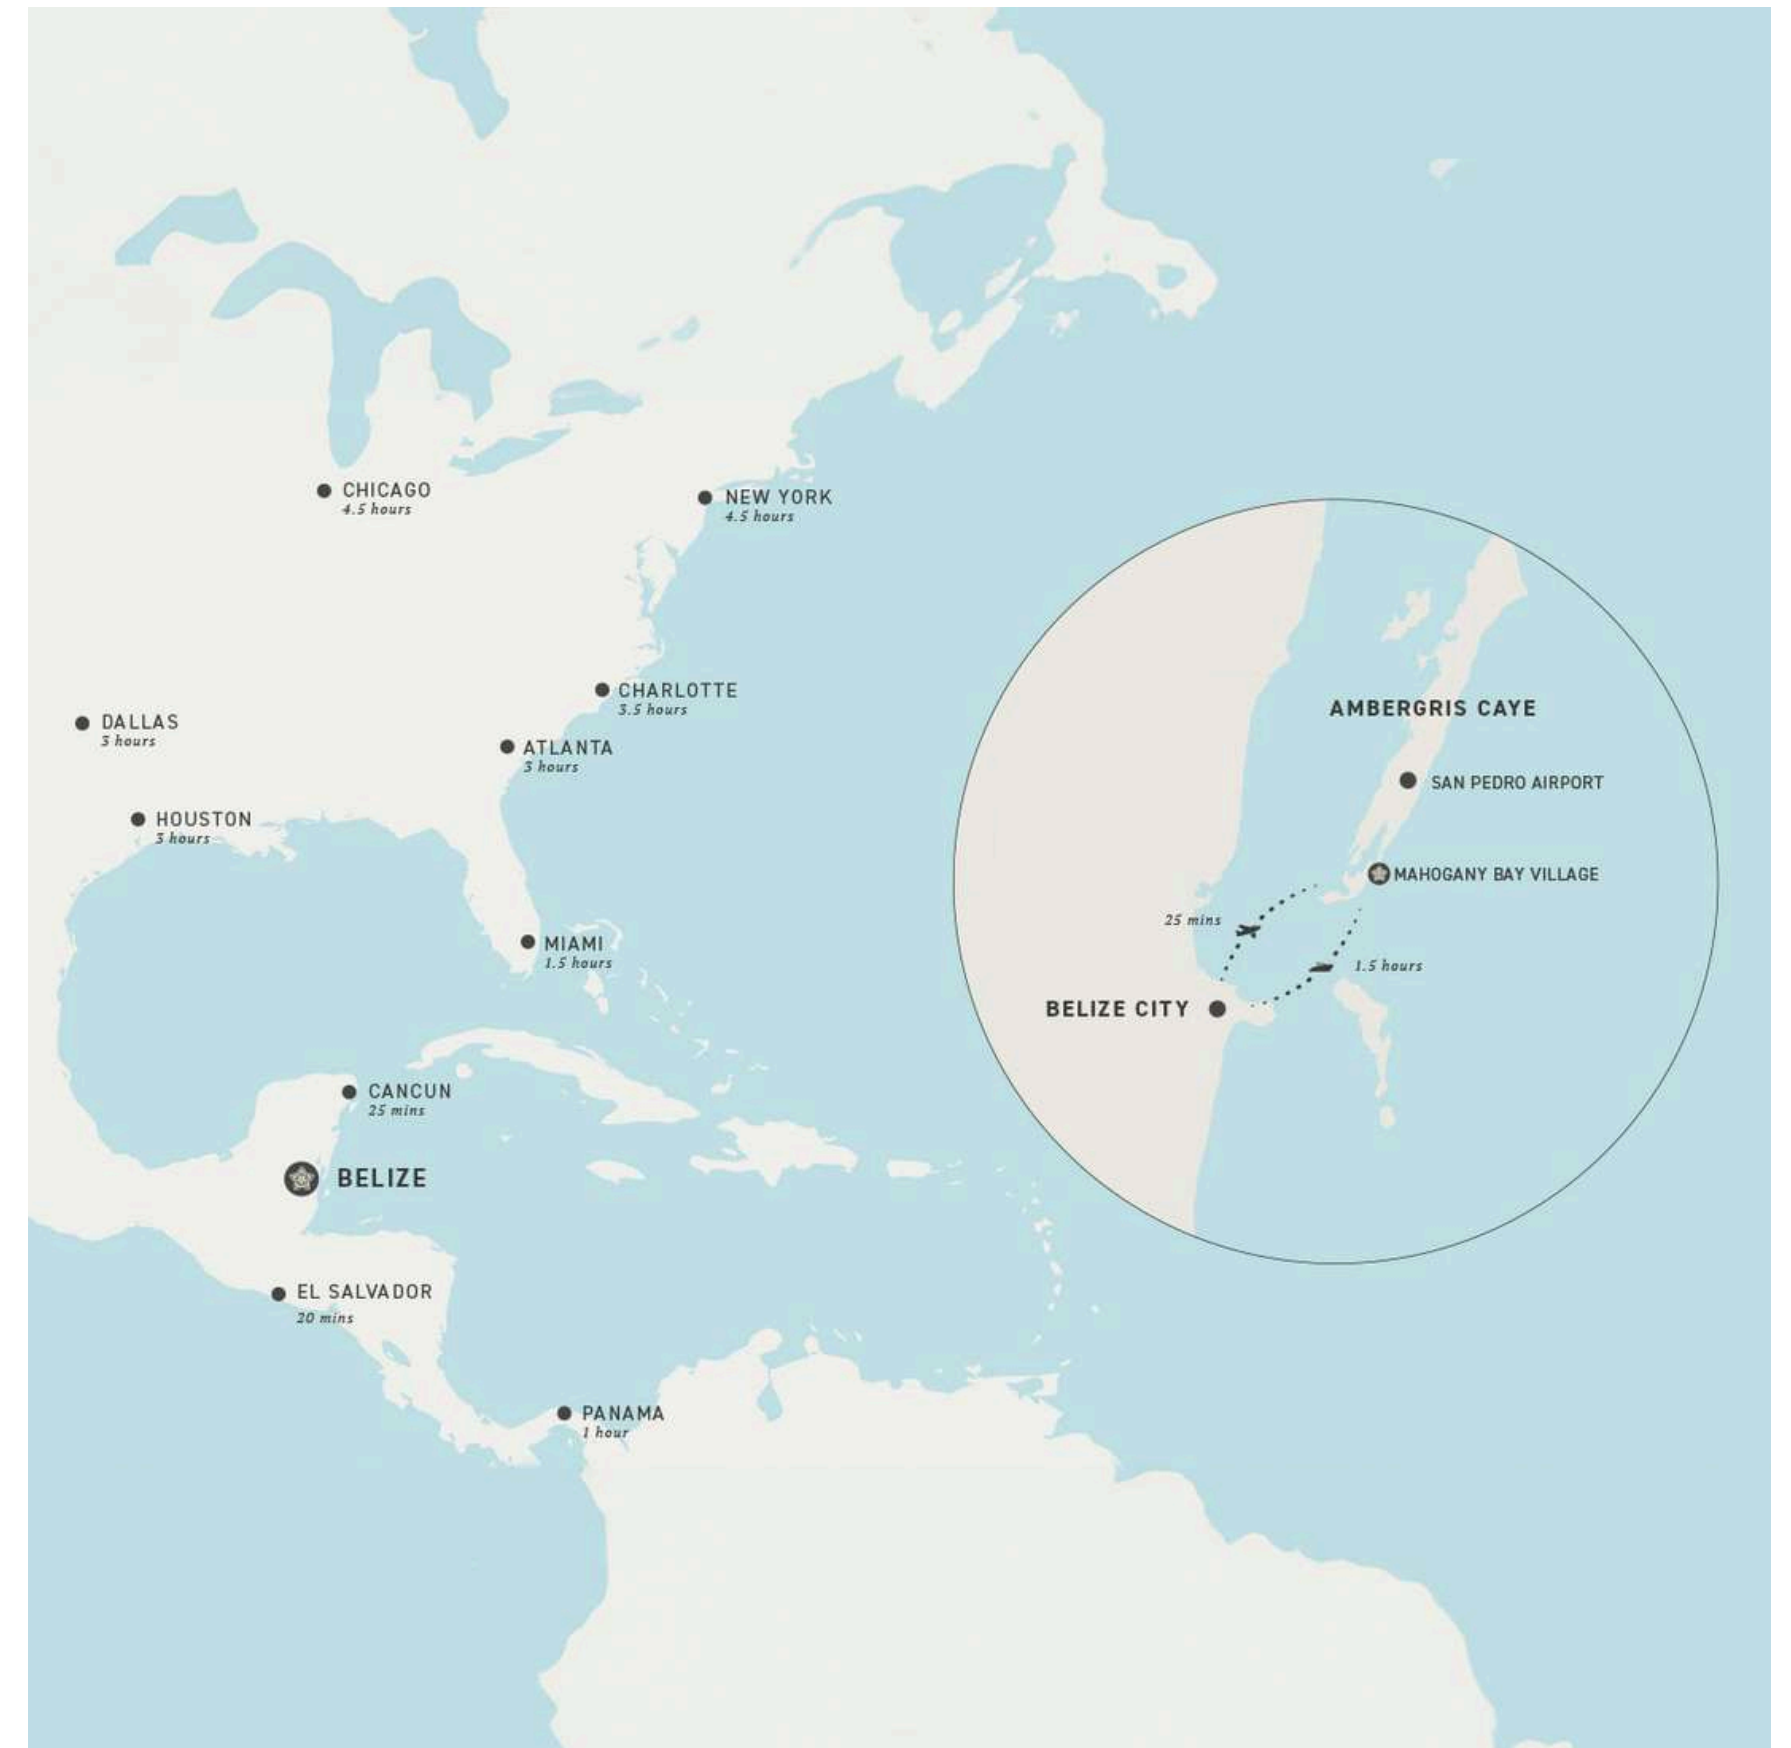 CHICAGO
4.5 hours
NEW YORK
4.5 hours
CHARLOTTE
3.5 hours
DALLAS
3 hours
ATLANTA
3 hours
HOUSTON
3 hours
MIAMI
1.5 hours
CANCUN
25 mins
BELIZE
EL SALVADOR
20 mins
PANAMA
1 hour
AMBERGRIS CAYE
SAN PEDRO AIRPORT
MAHOGANY BAY VILLAGE
25 mins
1.5 hours
BELIZE CITY